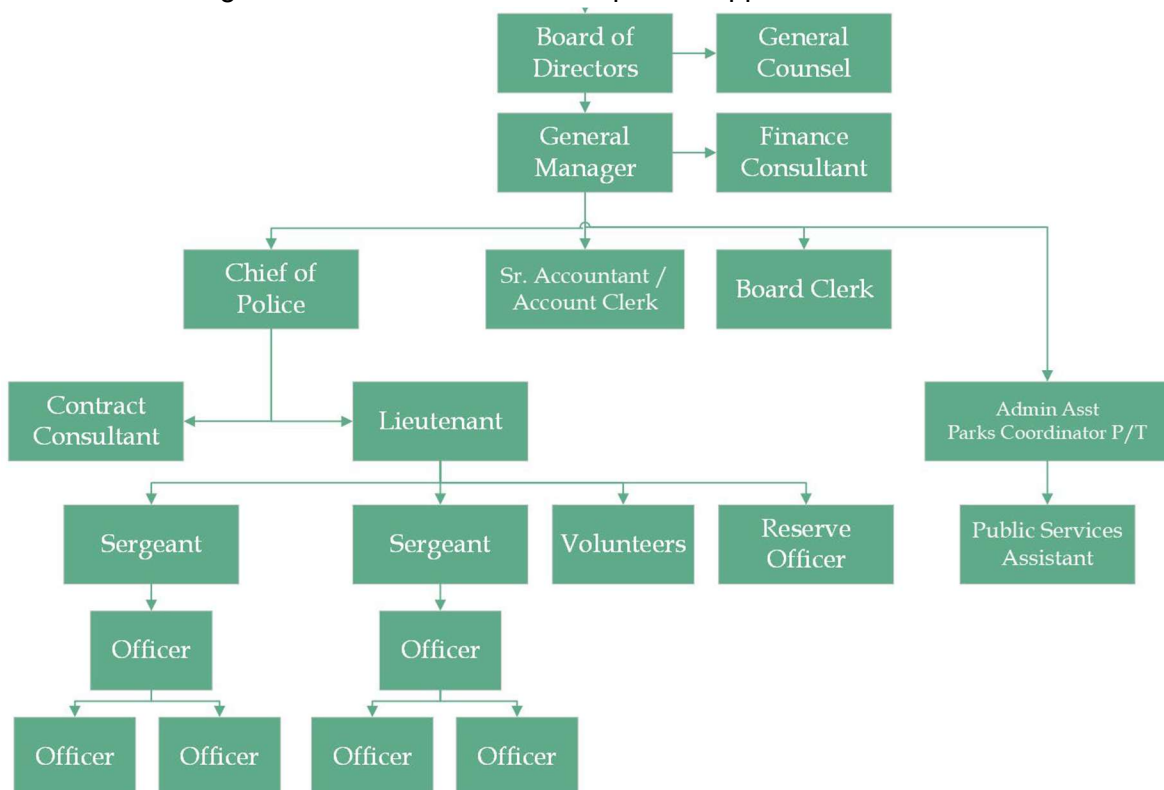 Board of
Directors
General
Counsel
General
Manager
Finance
Consultant
Chief of
Police
Sr. Accountant /
Account Clerk
Board Clerk
Contract
Consultant
Lieutenant
Admin Asst
Parks Coordinator P/T
Sergeant
Sergeant
Volunteers
Reserve
Officer
Public Services
Assistant
Officer
Officer
Officer
Officer
Officer
Officer